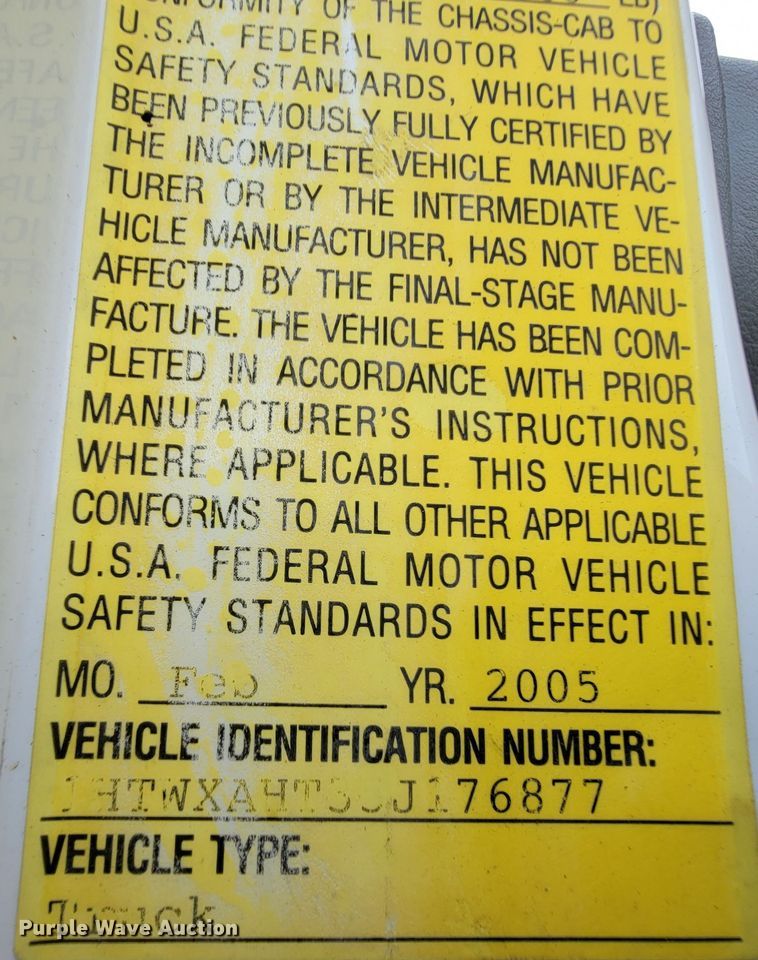 CONFORMITY OF THE CHASSIS-CAB TO
U.S.A. FEDERAL MOTOR VEHICLE
SAFETY STANDARDS, WHICH HAVE
BEEN PREVIOUSLY FULLY CERTIFIED BY
THE INCOMPLETE VEHICLE MANUFAC-
TURER OR BY THE INTERMEDIATE VE-
HICLE MANUFACTURER, HAS NOT BEEN
AFFECTED BY THE FINAL-STAGE MANU-
FACTURE. THE VEHICLE HAS BEEN COM-
PLETED IN ACCORDANCE WITH PRIOR
MANUFACTURER'S INSTRUCTIONS,
WHERE APPLICABLE. THIS VEHICLE
CONFORMS TO ALL OTHER APPLICABLE
U.S.A. FEDERAL MOTOR VEHICLE
SAFETY STANDARDS IN EFFECT IN:
MO. Feb YR. 2005
VEHICLE IDENTIFICATION NUMBER:
VEHICLE TYPE:
Truck
Purple Wave Auction